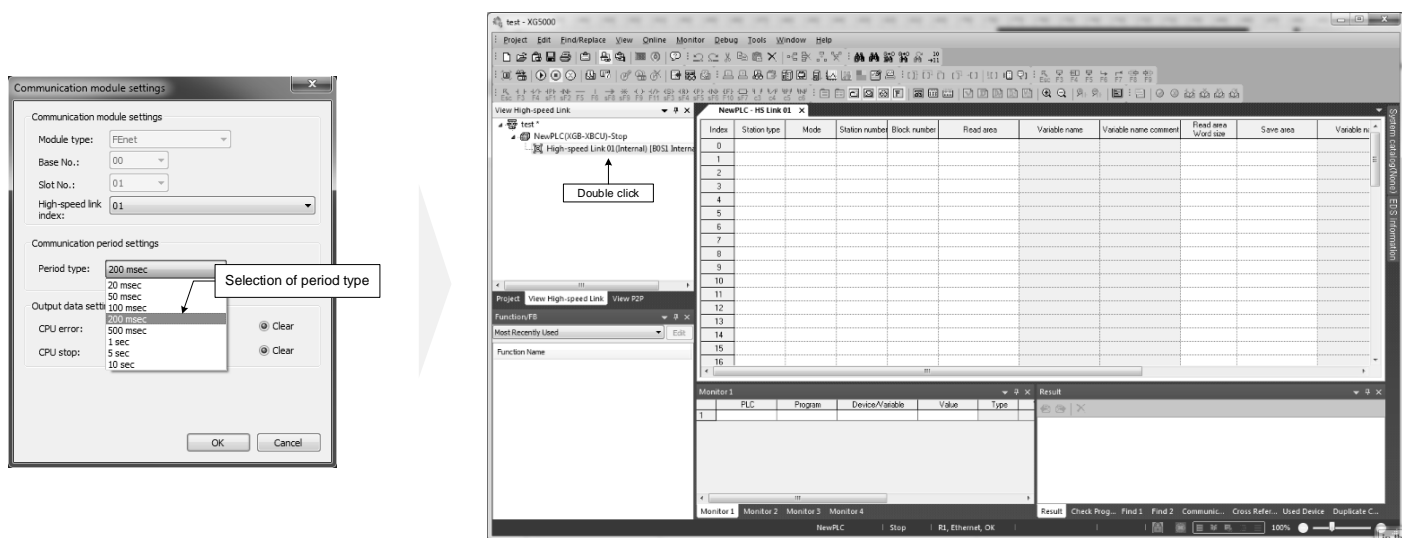 Communication module settings
Communication module settings
Module type: FEnet
Base No.: 00
Slot No.: 01
High-speed link index: 01
Communication period settings
Period type: 200 msec
Selection of period type
20 msec
50 msec
100 msec
200 msec
500 msec
1 sec
5 sec
10 sec
Output data setti
CPU error: Clear
CPU stop: Clear
OK Cancel
test - XG5000
Project Edit Find/Replace View Online Monitor Debug Tools Window Help
View High-speed Link
test *
NewPLC(XGB-XBCU)-Stop
High-speed Link 01(Internal) [B0S1 Interna
Double click
Project View High-speed Link View P2P
Function/FB
Most Recently Used Edit
Function Name
NewPLC - HS Link 01
Index Station type Mode Station number Block number Read area Variable name Variable name comment Read area Word size Save area Variable na
0
1
2
3
4
5
6
7
8
9
10
11
12
13
14
15
16
System catalog(None) EDS information
Monitor 1
PLC Program Device/Variable Value Type
1
Monitor 1 Monitor 2 Monitor 3 Monitor 4
Result
Result Check Prog... Find 1 Find 2 Communic... Cross Refer... Used Device Duplicate C...
NewPLC Stop R1, Ethernet, OK 100%